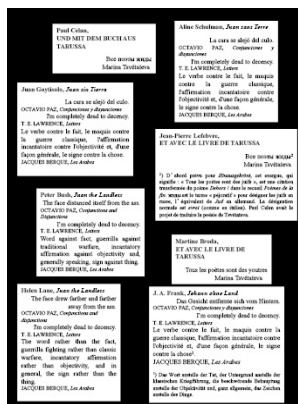 Paul Celan,
UND MIT DEM BUCH AUS
TARUSSA
Все поэты жиды
Marina Tsvétaïeva
Juan Goytisolo, Juan sin Tierra
La cara se alejó del culo.
OCTAVIO PAZ, Conjunciones y
disyunciones
I'm completely dead to decency.
T. E. LAWRENCE, Letters
Le verbe contre le fait, le maquis
contre la guerre classique,
l'affirmation incantatoire contre
l'objectivité et, d'une façon
générale, le signe contre la chose.
JACQUES BERQUE, Les Arabes
Peter Bush, Juan the Landless
The face distanced itself from the ass.
OCTAVIO PAZ, Conjunctions and
Disjunctions
I'm completely dead to decency.
T. E. LAWRENCE, Letters
Word against fact, guerrilla against
traditional warfare, incantatory
affirmation against objectivity and,
generally speaking, sign against thing.
JACQUES BERQUE, Les Arabes
Helen Lane, Juan the Landless
The face drew farther and farther
away from the ass.
OCTAVIO PAZ, Conjunctions and
disjunctions
I'm completely dead to decency.
T. E. LAWRENCE, Letters
The word rather than the fact,
guerrilla fighting rather than classic
warfare, incantatory affirmation
rather than objectivity, and in
general, the sign rather than the
thing.
JACQUES BERQUE, Les Arabes
Aline Schulman, Juan sans Terre
La cara se alejó del culo.
OCTAVIO PAZ, Conjunciones y
disyunciones
I'm completely dead to decency.
T. E. LAWRENCE, Letters
Le verbe contre le fait, le maquis
contre la guerre classique,
l'affirmation incantatoire contre
l'objectivité et, d'une façon générale,
le signe contre la chose.
JACQUES BERQUE, Les Arabes
Jean-Pierre Lefebvre,
ET AVEC LE LIVRE DE TARUSSA
Все поэты жиды¹
Marina Tsvétaïeva
Martine Broda,
ET AVEC LE LIVRE DE
TARUSSA
Tous les poètes sont des youtres
Marina Tsvétaïeva
J. A. Frank, Johann ohne Land
Das Gesicht entfernte sich vom Hintern.
OCTAVIO PAZ, Conjunciones y disyunciones
I'm completely dead to decency.
T. E. LAWRENCE, Letters
Le verbe contre le fait, le maquis contre la
guerre classique, l'affirmation incantatoire contre
l'objectivité et, d'une façon générale, le signe
contre la chose¹.
JACQUES BERQUE, Les Arabes